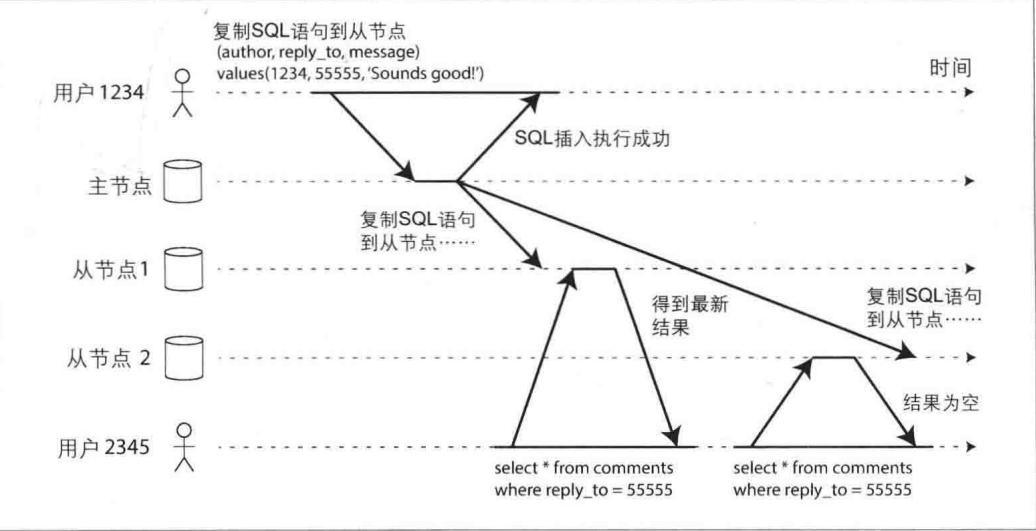 复制SQL语句到从节点
(author, reply_to, message)
values(1234, 55555, ‘Sounds good!’)
时间
用户1234
SQL插入执行成功
主节点
复制SQL语句
到从节点……
从节点1
得到最新
结果
复制SQL语句
到从节点……
从节点 2
结果为空
用户 2345
select * from comments
where reply_to = 55555
select * from comments
where reply_to = 55555